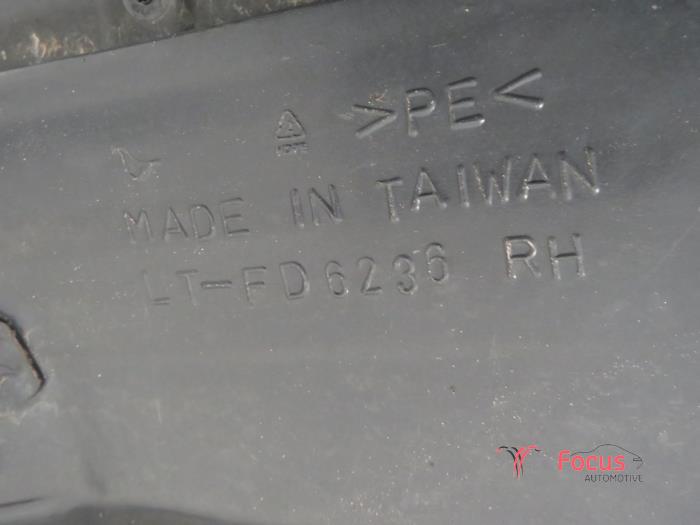 >PE<
MADE IN TAIWAN
LT-FD6236 RH
Focus
AUTOMOTIVE